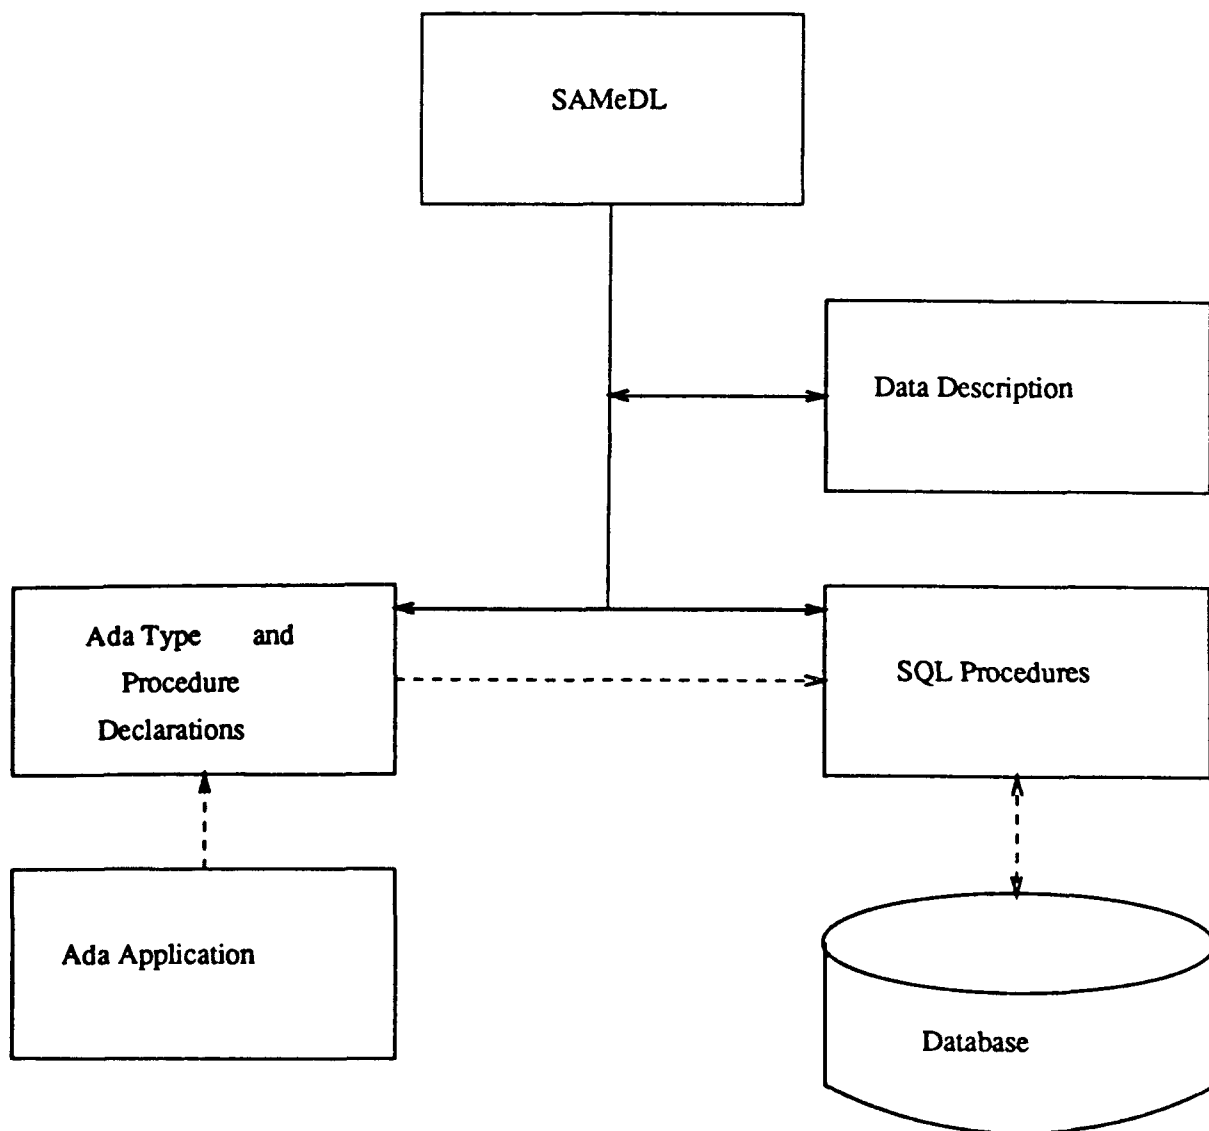 SAMeDL
Data Description
Ada Type and
Procedure
Declarations
SQL Procedures
Ada Application
Database